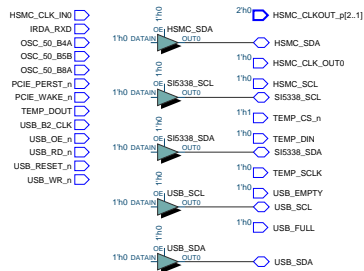 HSMC_CLK_IN0
IRDA_RXD
OSC_50_B4A
OSC_50_B5B
OSC_50_B8A
PCIE_PERST_n
PCIE_WAKE_n
TEMP_DOUT
USB_B2_CLK
USB_OE_n
USB_RD_n
USB_RESET_n
USB_WR_n
1'h0
HSMC_SDA
OE
1'h0 DATAIN OUT0
1'h0
SI5338_SCL
OE
1'h0 DATAIN OUT0
1'h0
SI5338_SDA
OE
1'h0 DATAIN OUT0
1'h0
USB_SCL
OE
1'h0 DATAIN OUT0
1'h0
USB_SDA
OE
1'h0 DATAIN OUT0
2'h0 HSMC_CLKOUT_p[2..1]
HSMC_SDA
1'h0 HSMC_CLK_OUT0
1'h0 HSMC_SCL
SI5338_SCL
1'h1 TEMP_CS_n
1'h0 TEMP_DIN
SI5338_SDA
1'h0 TEMP_SCLK
1'h0 USB_EMPTY
USB_SCL
1'h0 USB_FULL
USB_SDA